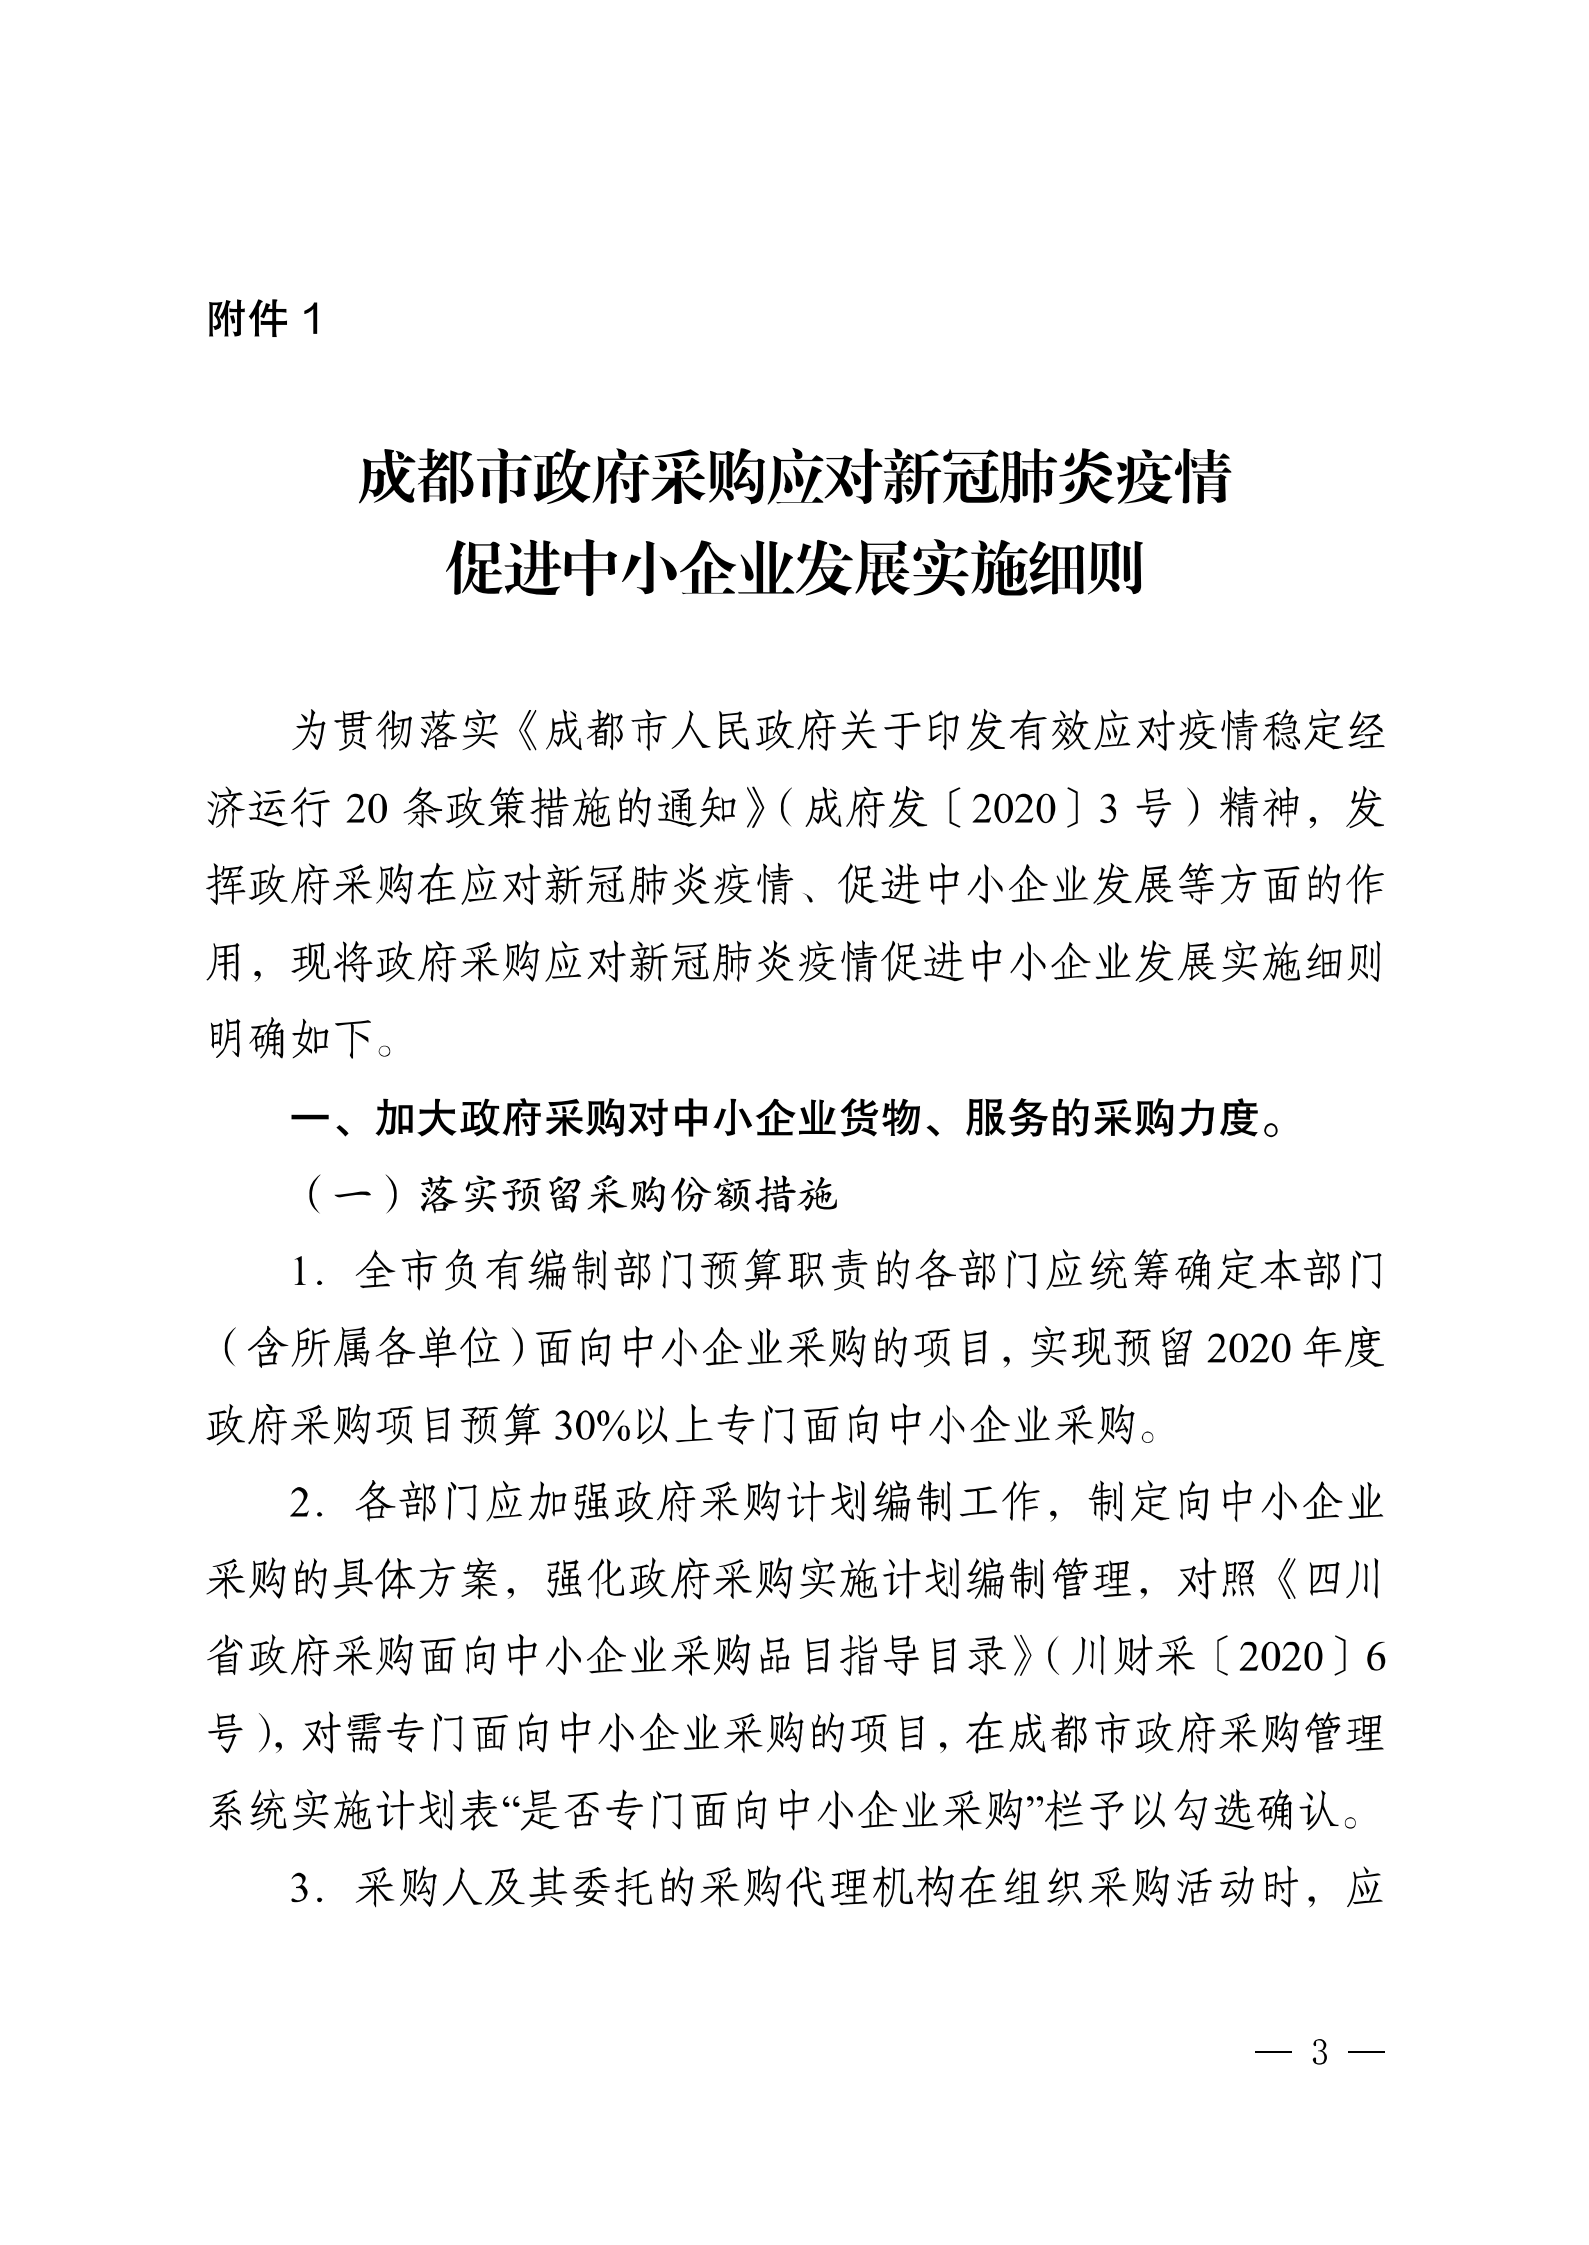 附件 1
成都市政府采购应对新冠肺炎疫情
促进中小企业发展实施细则
为贯彻落实《成都市人民政府关于印发有效应对疫情稳定经
济运行 20 条政策措施的通知》（成府发〔2020〕3 号）精神，发
挥政府采购在应对新冠肺炎疫情、促进中小企业发展等方面的作
用，现将政府采购应对新冠肺炎疫情促进中小企业发展实施细则
明确如下。
一、加大政府采购对中小企业货物、服务的采购力度。
（一）落实预留采购份额措施
1．全市负有编制部门预算职责的各部门应统筹确定本部门
（含所属各单位）面向中小企业采购的项目，实现预留 2020 年度
政府采购项目预算 30%以上专门面向中小企业采购。
2．各部门应加强政府采购计划编制工作，制定向中小企业
采购的具体方案，强化政府采购实施计划编制管理，对照《四川
省政府采购面向中小企业采购品目指导目录》（川财采〔2020〕6
号），对需专门面向中小企业采购的项目，在成都市政府采购管理
系统实施计划表“是否专门面向中小企业采购”栏予以勾选确认。
3．采购人及其委托的采购代理机构在组织采购活动时，应
— 3 —